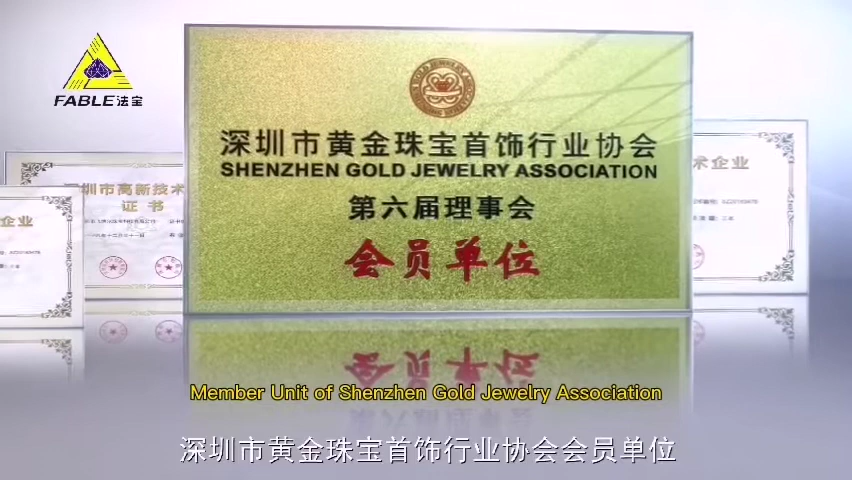 FABLE法宝
GOLD JEWELRY
深圳市黄金珠宝首饰行业协会
SHENZHEN GOLD JEWELRY ASSOCIATION
第六届理事会
会员单位
深圳市高新技术
证书
企业
术企业
Member Unit of Shenzhen Gold Jewelry Association
深圳市黄金珠宝首饰行业协会会员单位